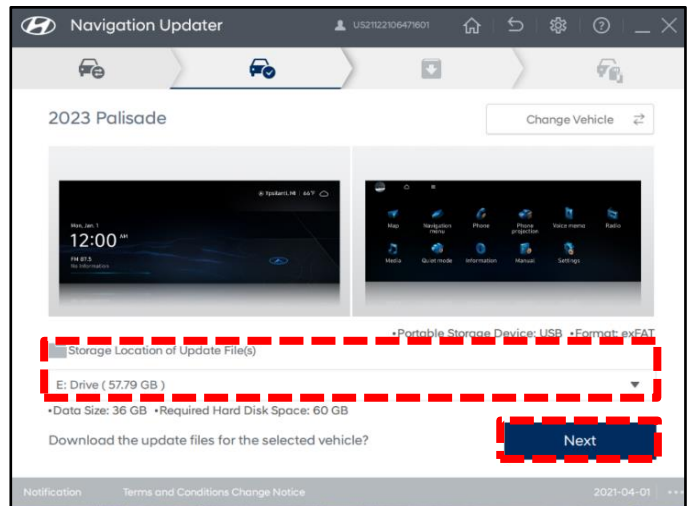 Navigation Updater
US21122106471601
2023 Palisade
Change Vehicle
Ypsilanti, MI | 66°F
Mon, Jan. 1
12:00 AM
FM 87.5
No Information
Map Navigation menu Phone Phone projection Voice memo Radio
Media Quiet mode Information Manual Settings
•Portable Storage Device: USB •Format: exFAT
Storage Location of Update File(s)
E: Drive ( 57.79 GB )
•Data Size: 36 GB •Required Hard Disk Space: 60 GB
Download the update files for the selected vehicle?
Next
Notification Terms and Conditions Change Notice 2021-04-01 ...